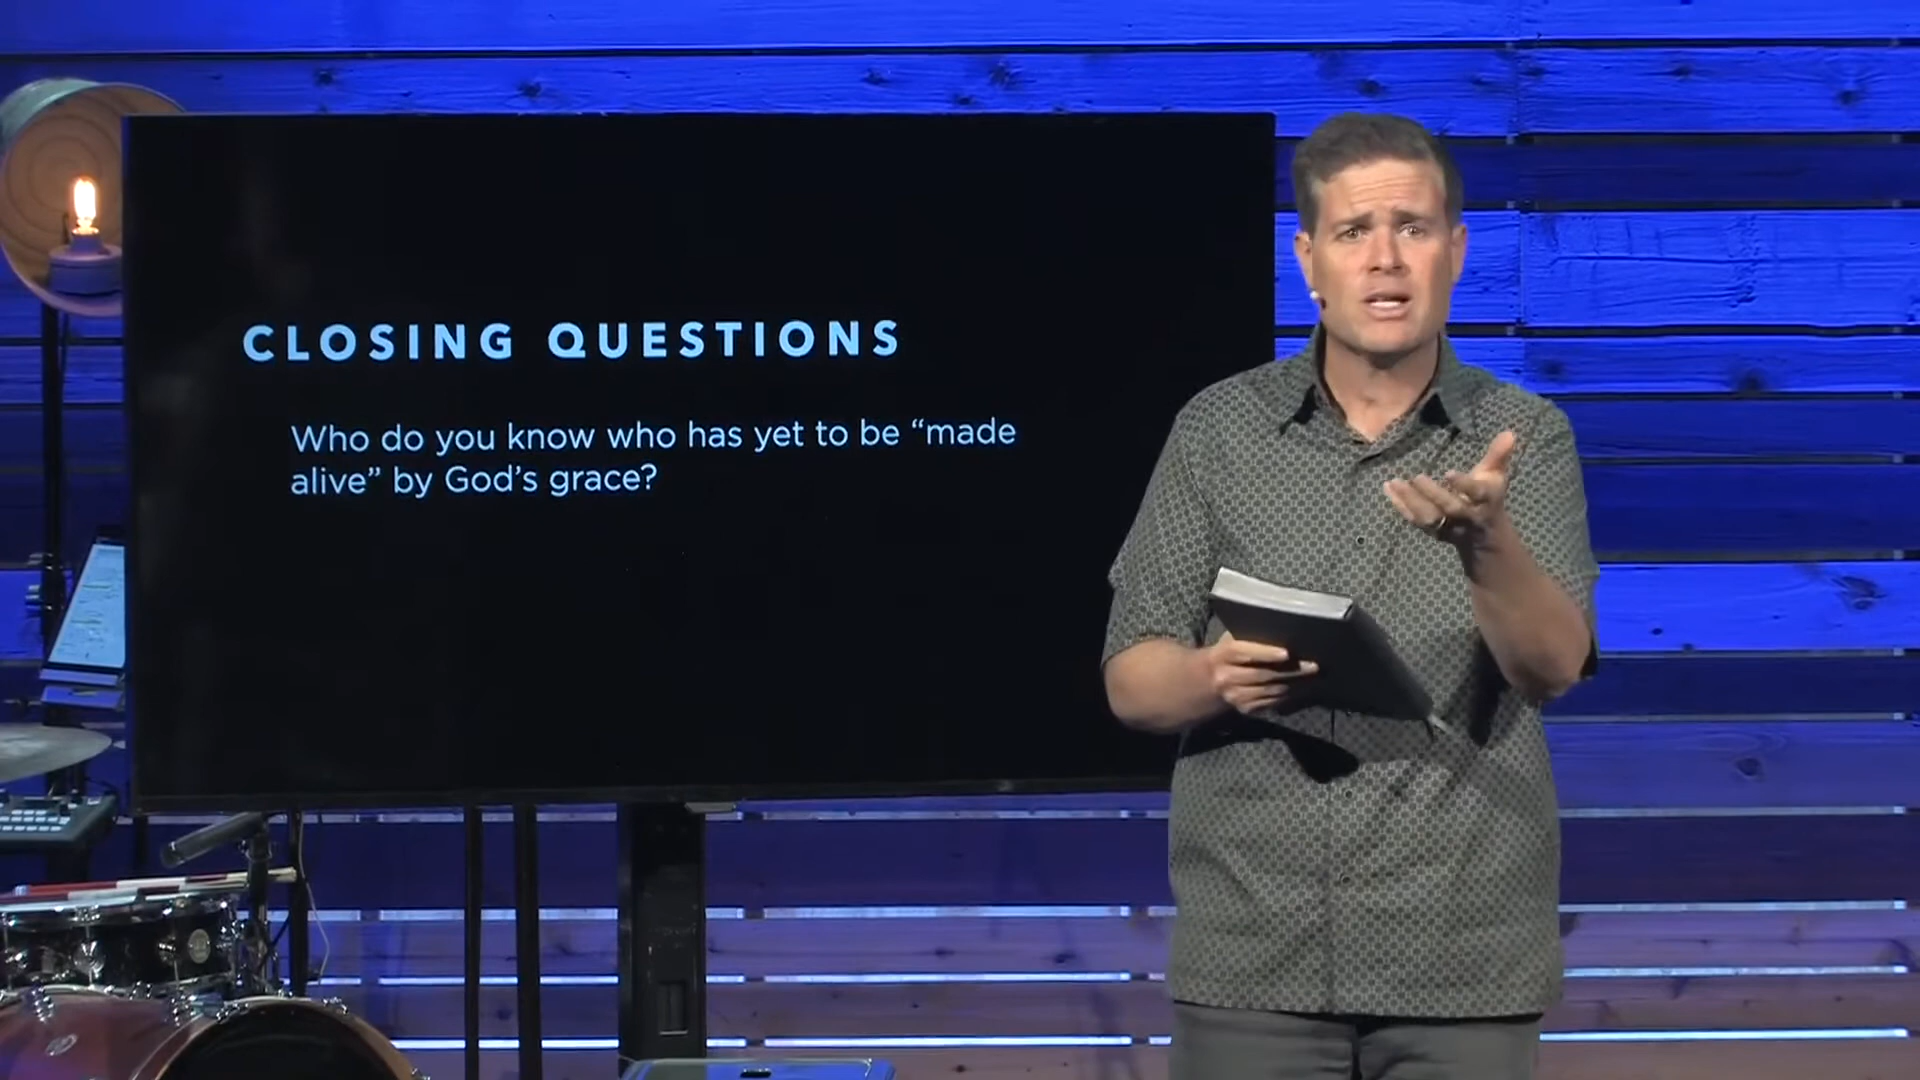 CLOSING QUESTIONS
Who do you know who has yet to be “made
alive” by God’s grace?